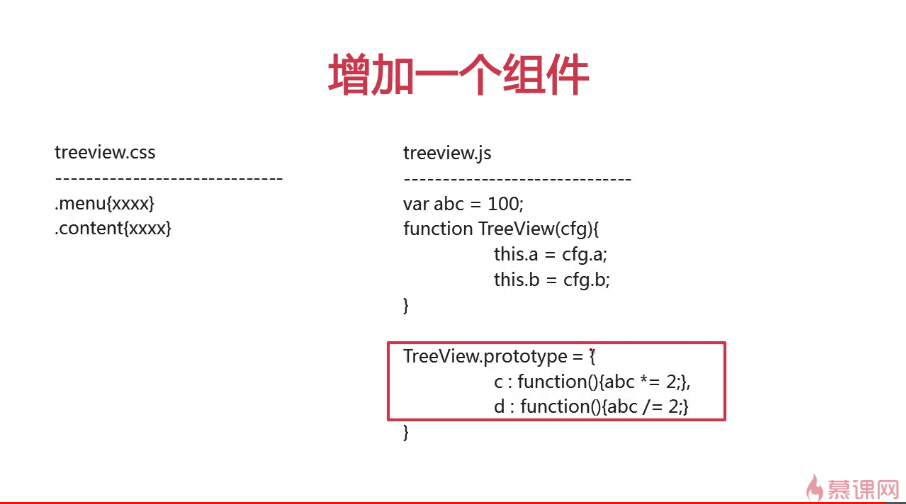 增加一个组件
treeview.css
------------------------------
.menu{xxxx}
.content{xxxx}
treeview.js
------------------------------
var abc = 100;
function TreeView(cfg){
this.a = cfg.a;
this.b = cfg.b;
}
TreeView.prototype = {
c : function(){abc *= 2;},
d : function(){abc /= 2;}
}
慕课网